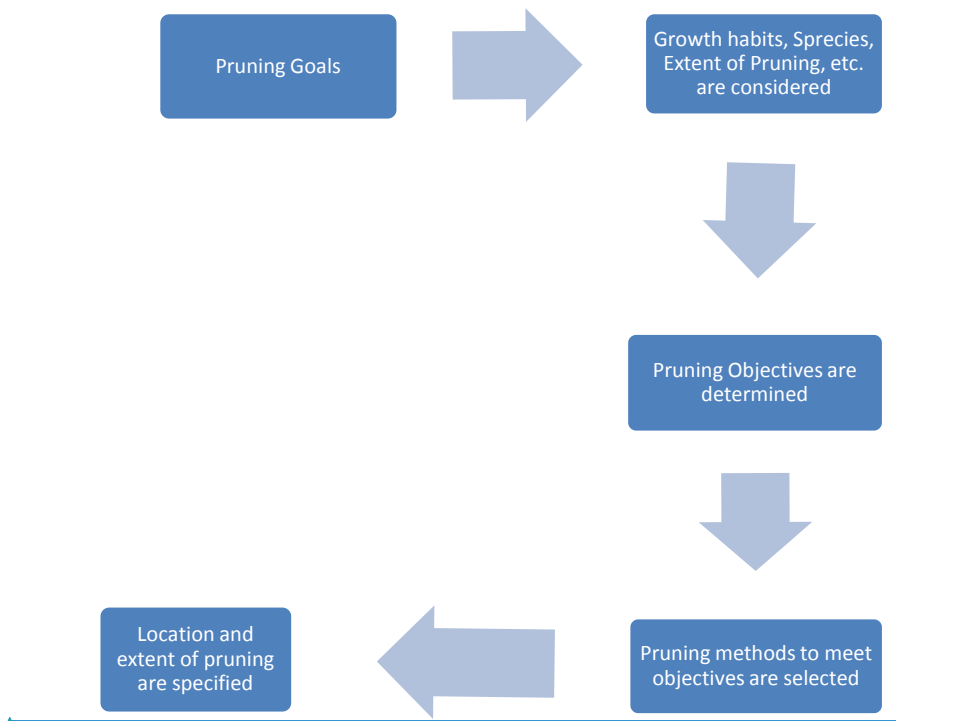 Pruning Goals
Growth habits, Sprecies,
Extent of Pruning, etc.
are considered
Pruning Objectives are
determined
Pruning methods to meet
objectives are selected
Location and
extent of pruning
are specified